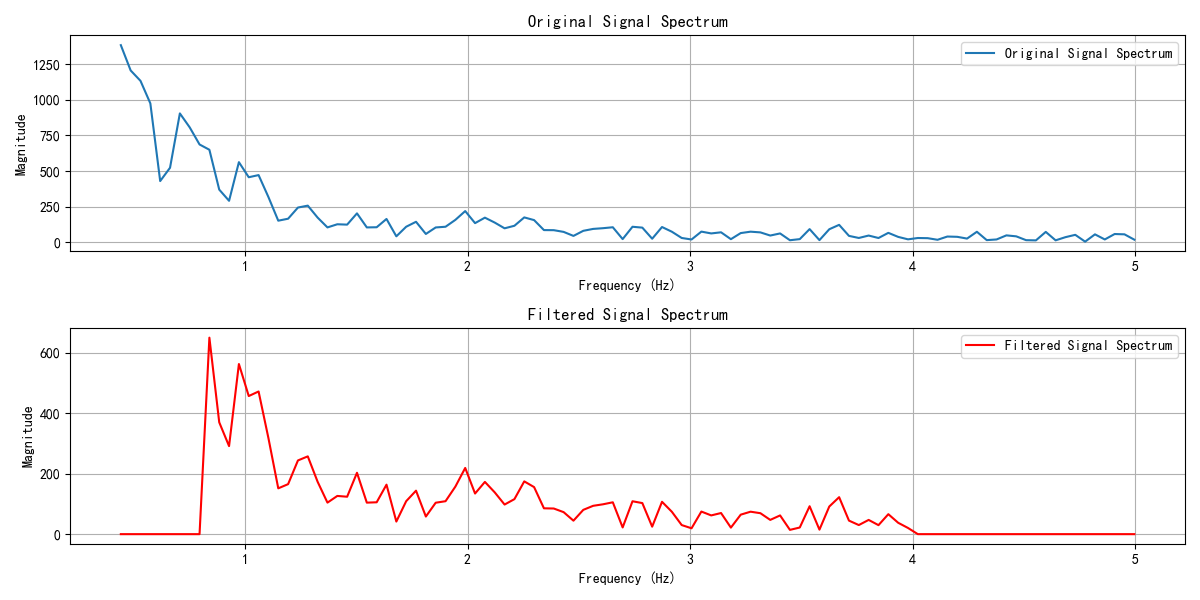 Original Signal Spectrum
Original Signal Spectrum
Magnitude
1250
1000
750
500
250
0
1 2 3 4 5
Frequency (Hz)
Filtered Signal Spectrum
Filtered Signal Spectrum
Magnitude
600
400
200
0
1 2 3 4 5
Frequency (Hz)